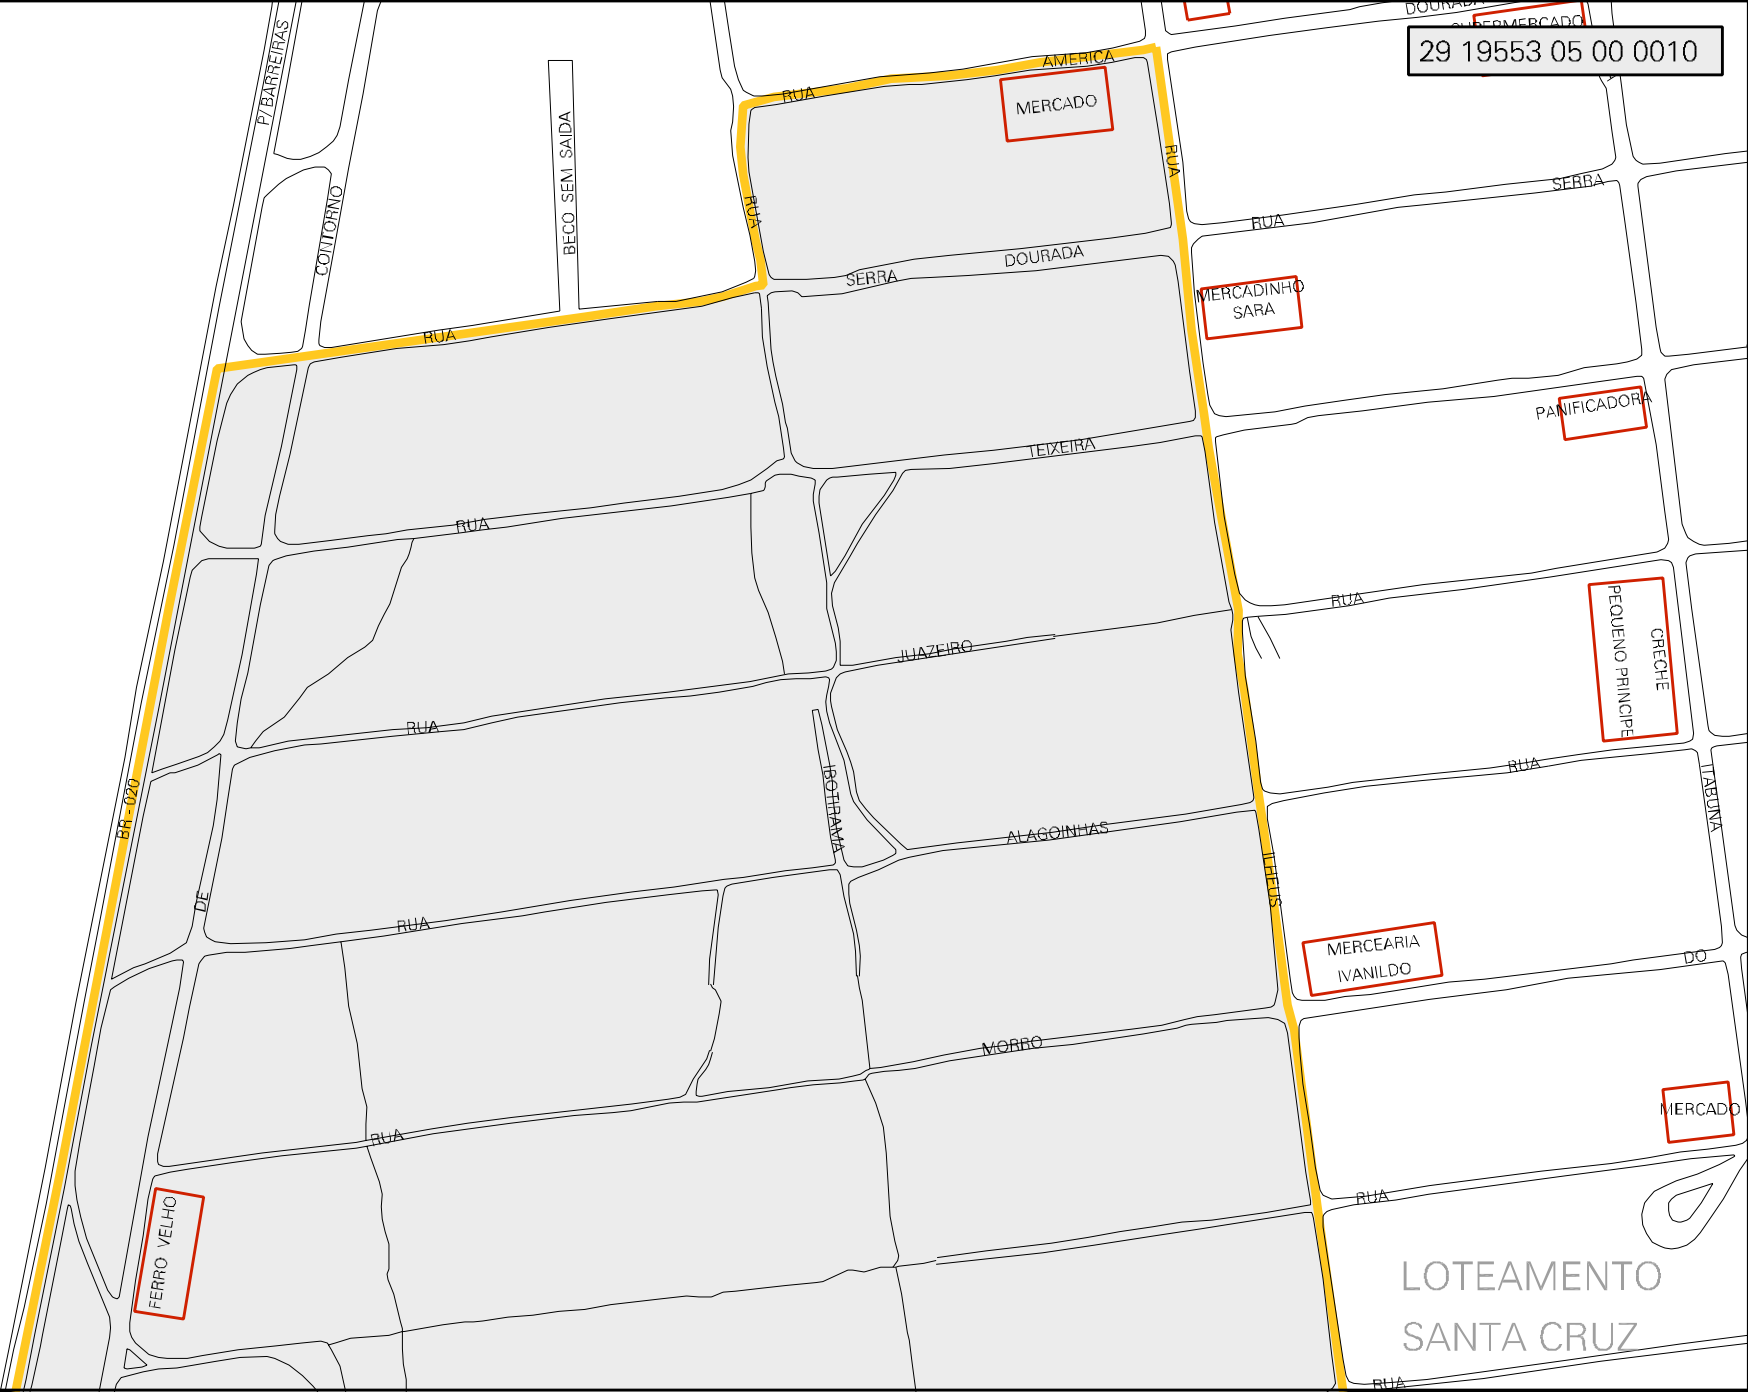 DOURADA
SUPERMERCADO
29 19553 05 00 0010
P/ BARREIRAS
AMERICA
RUA
MERCADO
BECO SEM SAIDA
RUA
SERRA
CONTORNO
RUA
RUA
DOURADA
SERRA
MERCADINHO
SARA
RUA
PANIFICADORA
TEIXEIRA
RUA
RUA
PEQUENO PRINCIPE
CRECHE
JUAZEIRO
RUA
RUA
BR - 020
IBOTIRAMA
ITABUNA
ALAGOINHAS
ILHEUS
DE
RUA
MERCEARIA
IVANILDO
DO
MORRO
MERCADO
RUA
RUA
FERRO VELHO
LOTEAMENTO
SANTA CRUZ
RUA